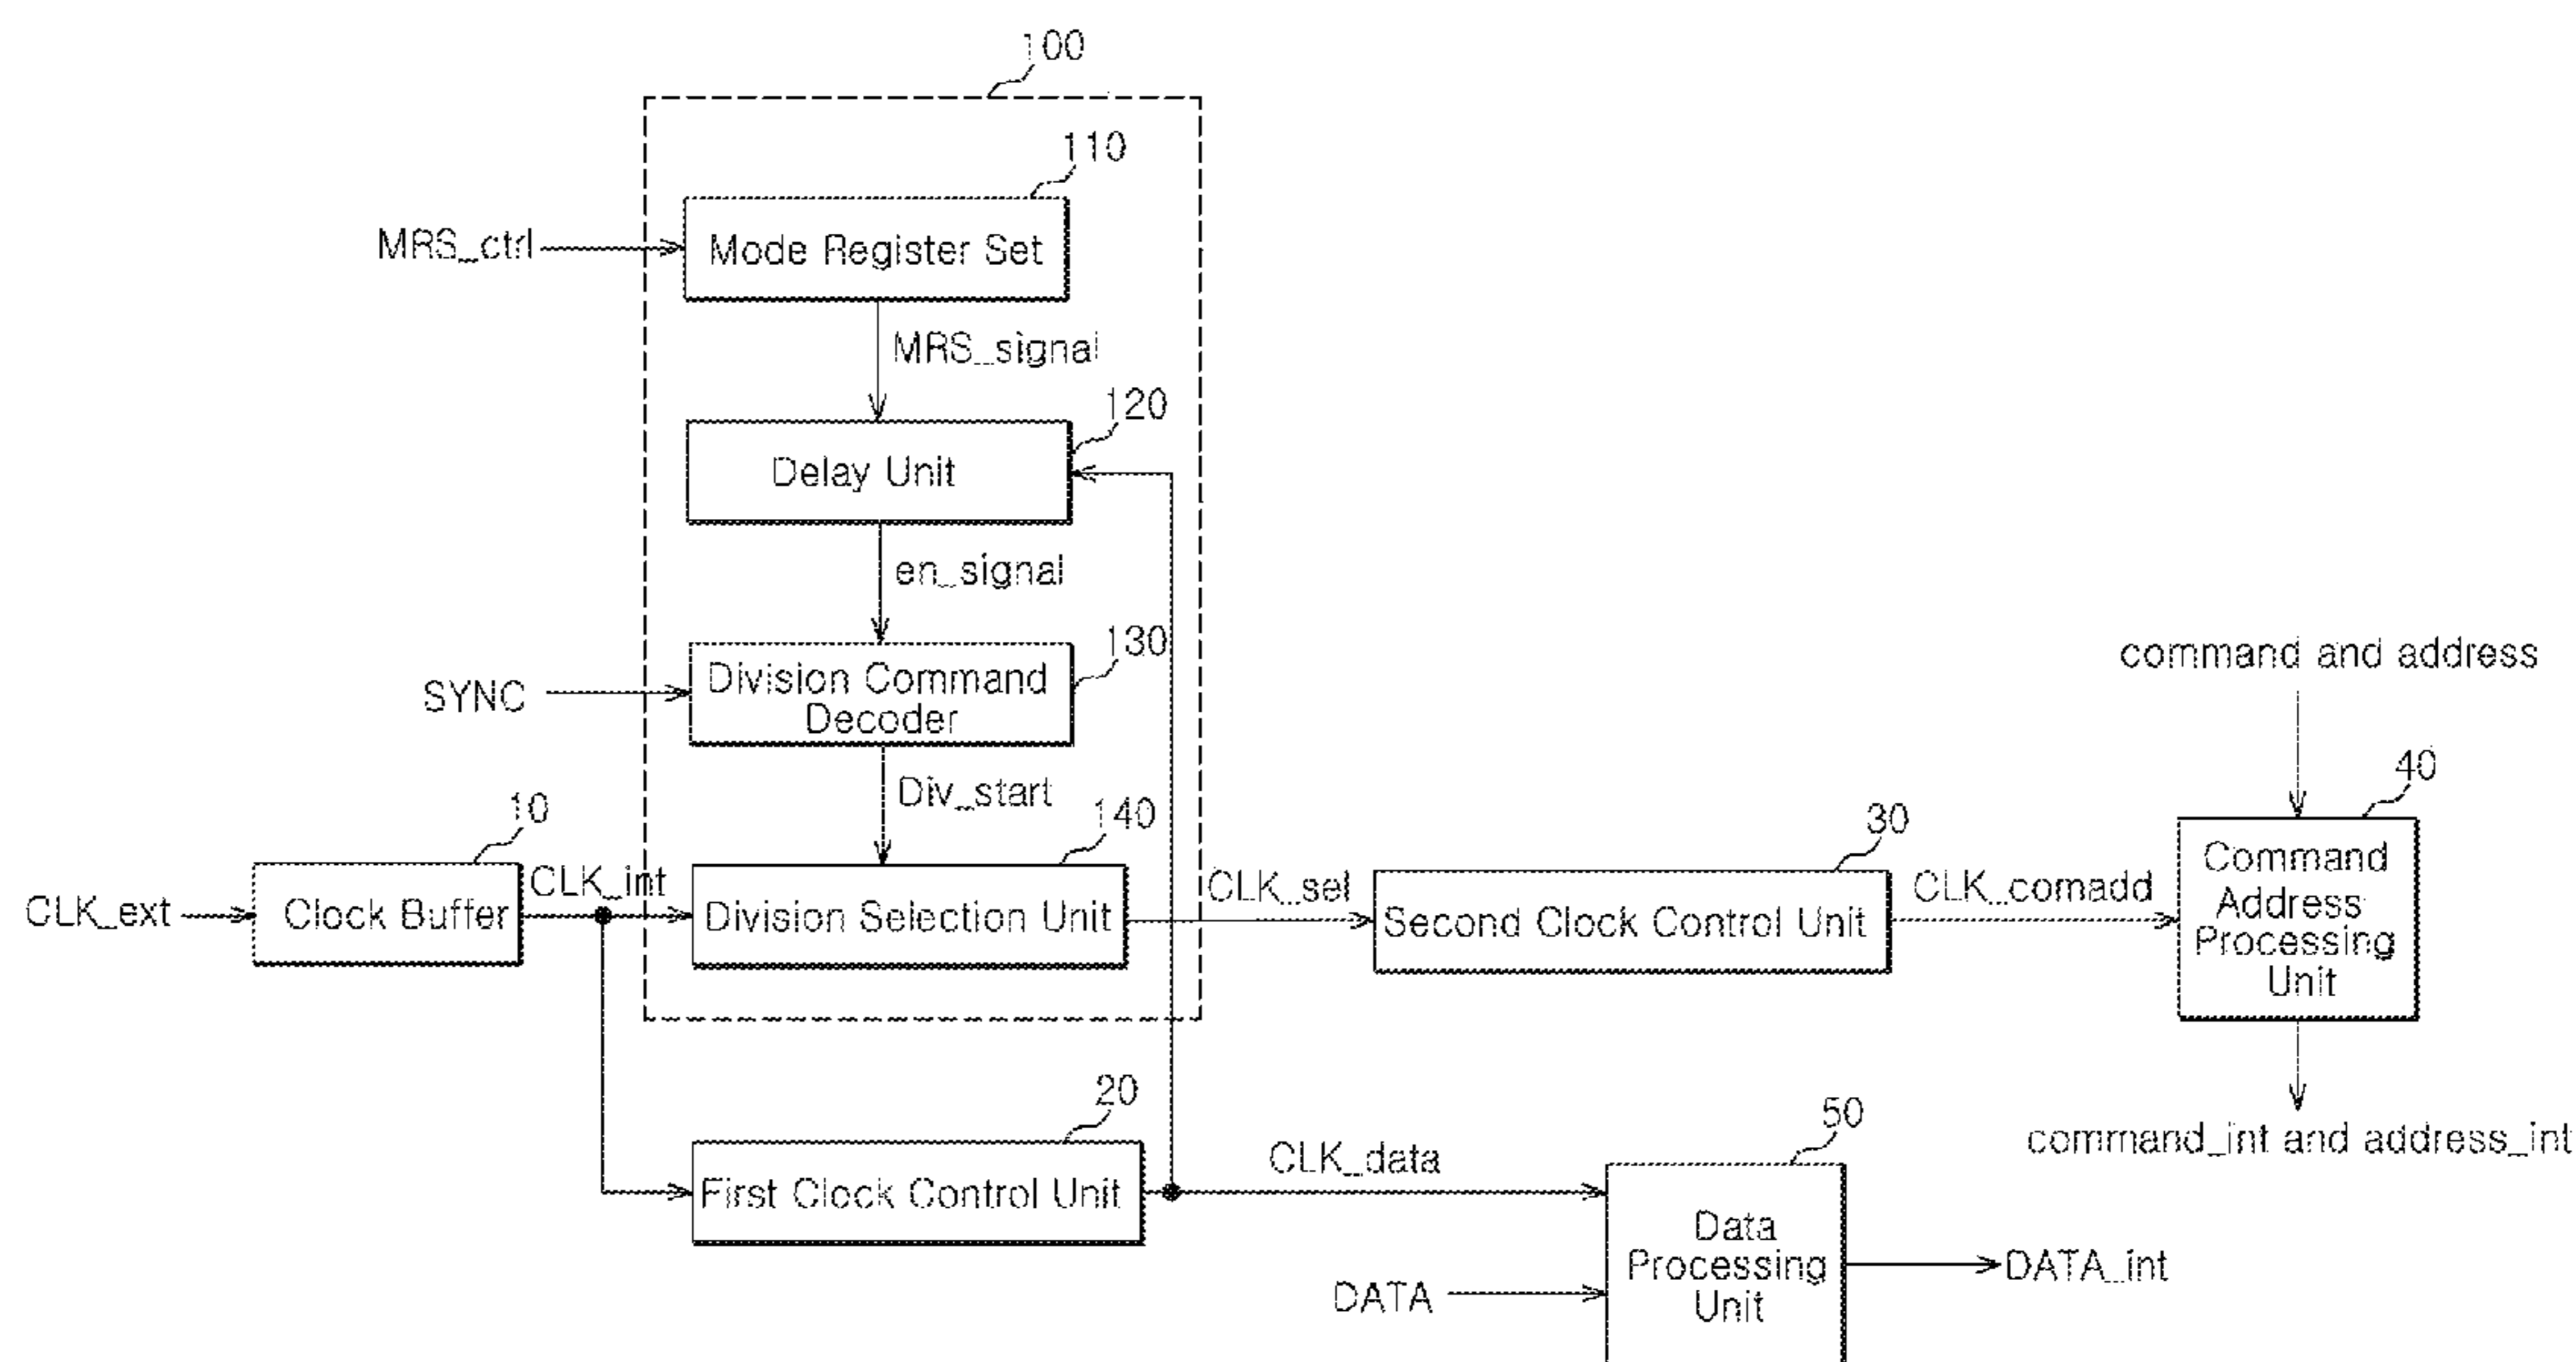 100
110
MRS_ctrl
Mode Register Set
MRS_signal
120
Delay Unit
en_signal
130
SYNC
Division Command
Decoder
Div_start
140
10
CLK_ext
Clock Buffer
CLK_int
Division Selection Unit
CLK_sel
30
Second Clock Control Unit
CLK_comadd
command and address
40
Command
Address
Processing
Unit
command_int and address_int
20
First Clock Control Unit
CLK_data
50
DATA
Data
Processing
Unit
DATA_int